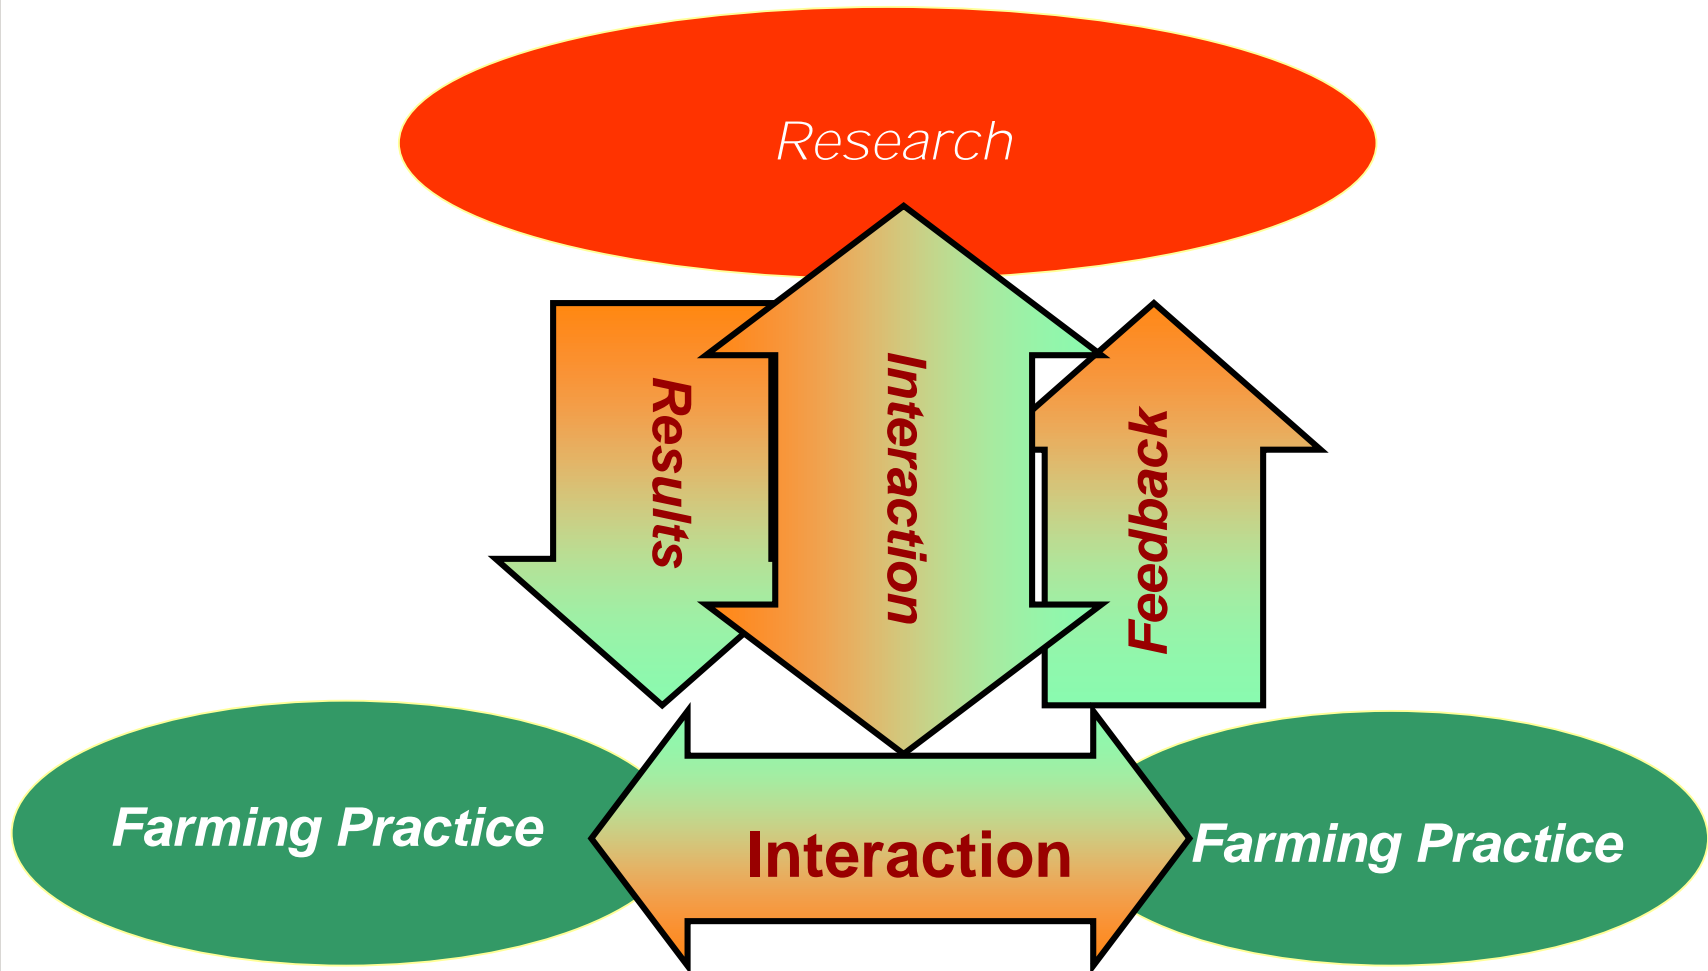 Research
Results
Interaction
Feedback
Farming Practice
Interaction
Farming Practice